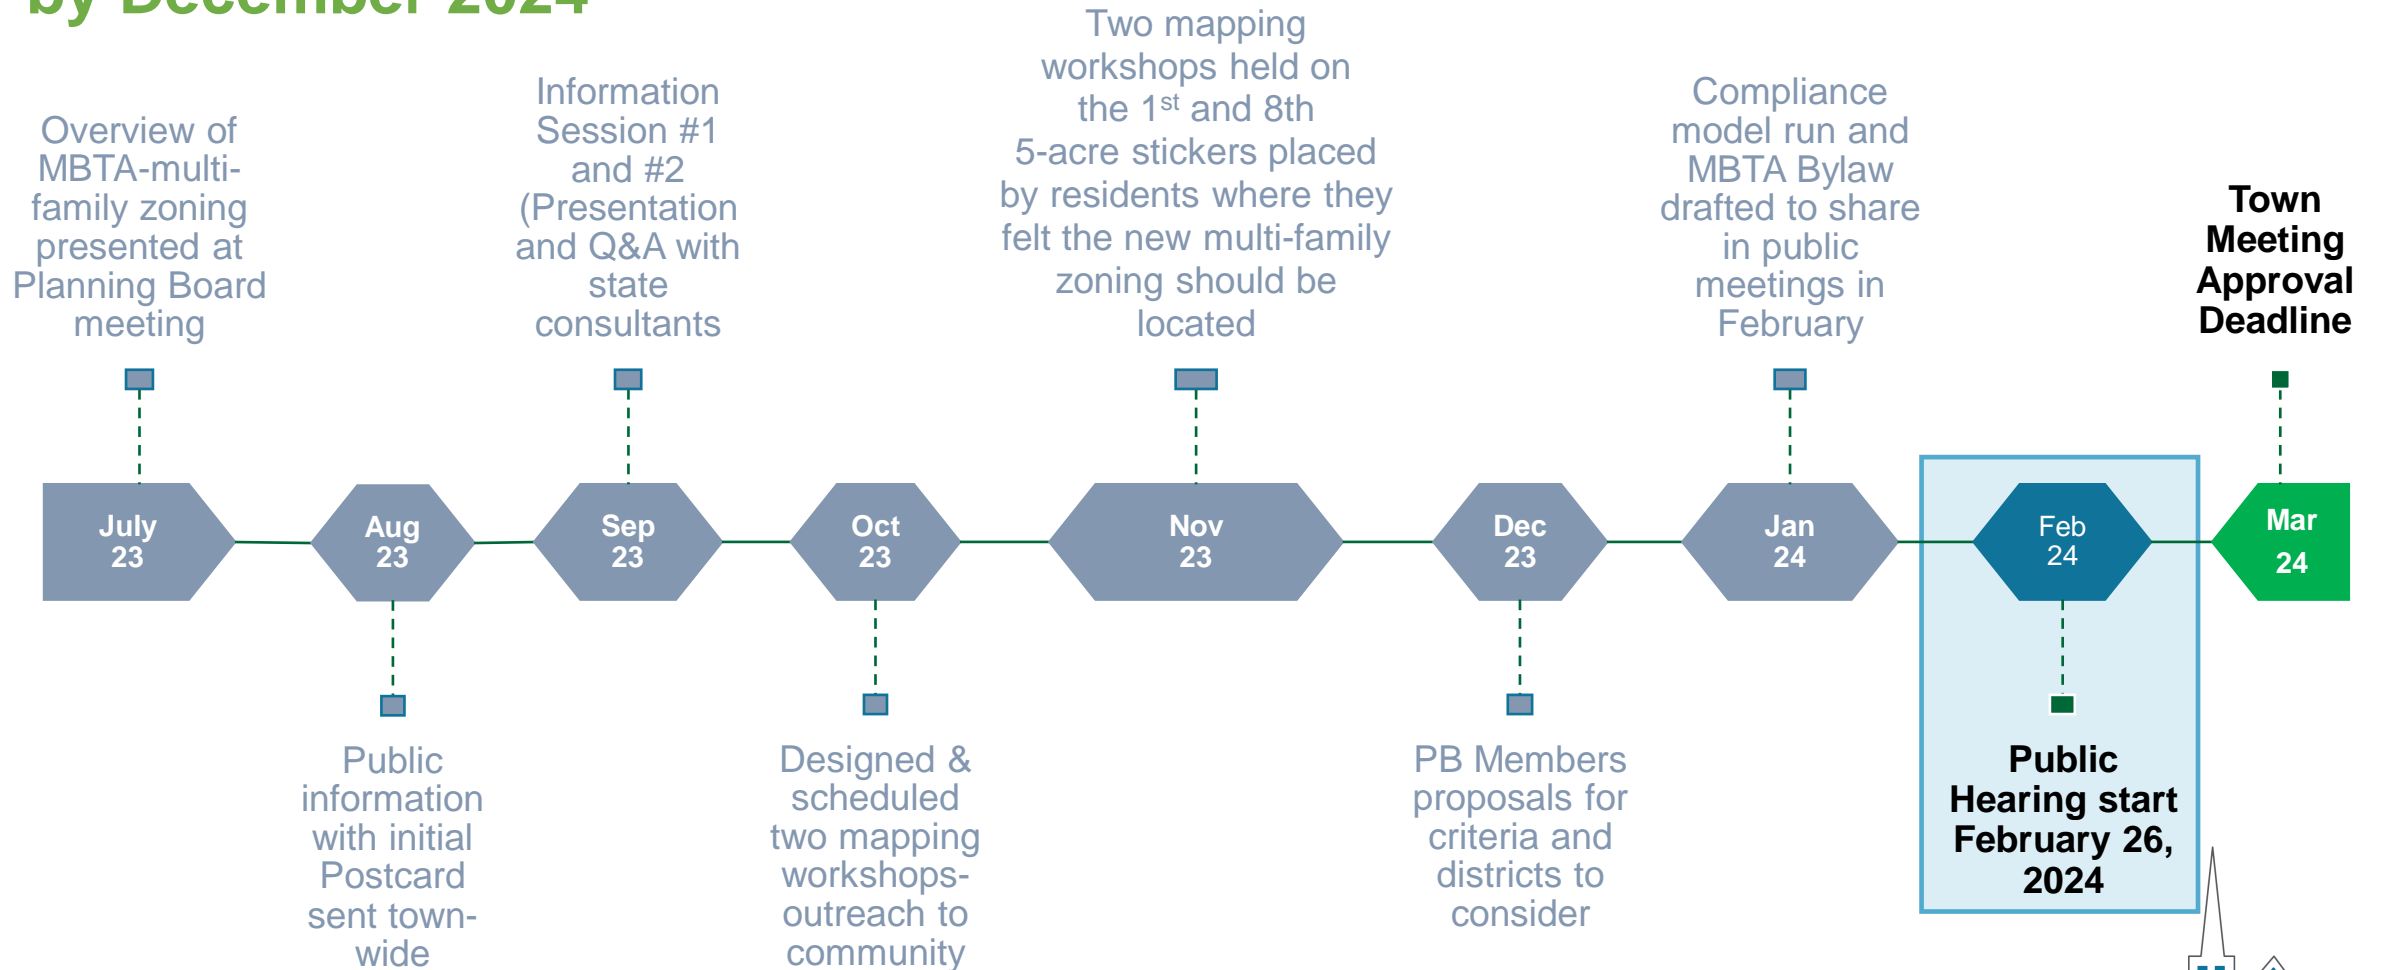 by December 2024
Overview of
MBTA-multi-
family zoning
presented at
Planning Board
meeting
Information
Session #1
and #2
(Presentation
and Q&A with
state
consultants
Two mapping
workshops held on
the 1st and 8th
5-acre stickers placed
by residents where they
felt the new multi-family
zoning should be
located
Compliance
model run and
MBTA Bylaw
drafted to share
in public
meetings in
February
Town
Meeting
Approval
Deadline
July
23
Aug
23
Sep
23
Oct
23
Nov
23
Dec
23
Jan
24
Feb
24
Mar
24
Public
information
with initial
Postcard
sent town-
wide
Designed &
scheduled
two mapping
workshops-
outreach to
community
PB Members
proposals for
criteria and
districts to
consider
Public
Hearing start
February 26,
2024